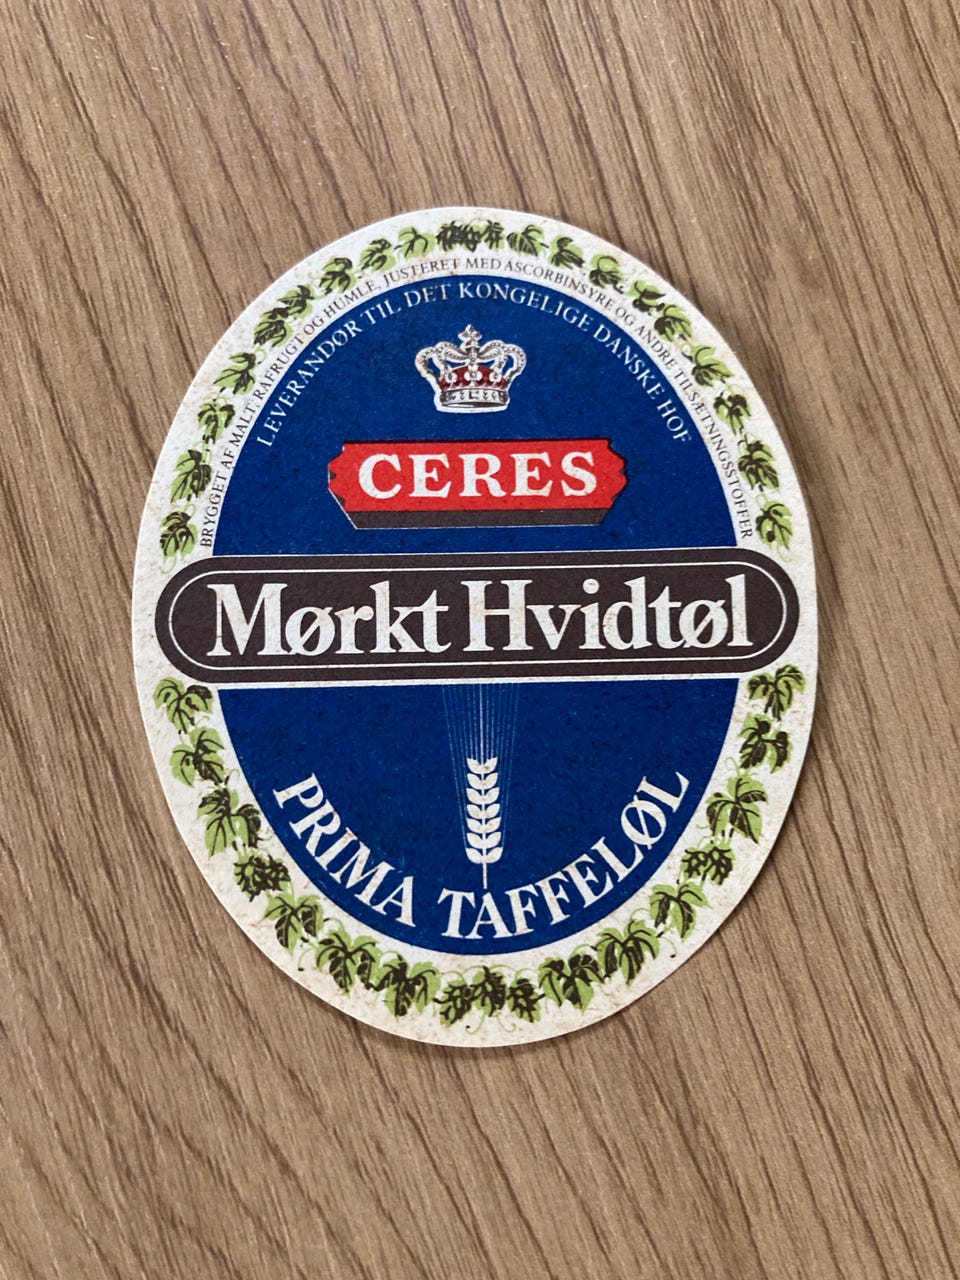 BRYGGET AF MALT, RAFRUGT OG HUMLE, JUSTERET MED ASCORBINSYRE OG ANDRE TILSÆTNINGSSTOFFER
LEVERANDØR TIL DET KONGELIGE DANSKE HOF
CERES
Mørkt Hvidtøl
PRIMA TAFFELØL